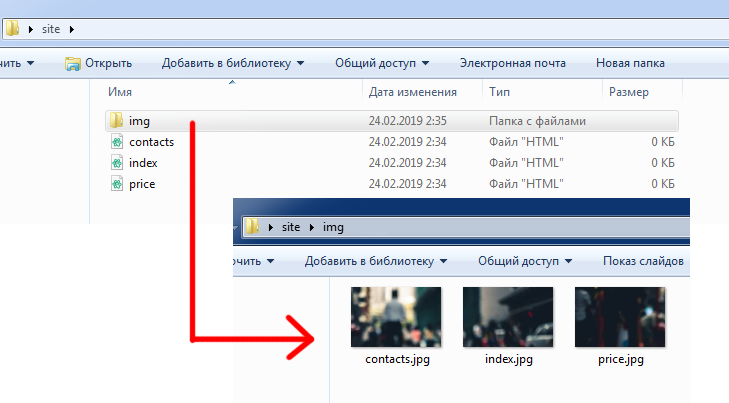 site
чить Открыть Добавить в библиотеку Общий доступ Электронная почта Новая папка
Имя Дата изменения Тип Размер
img 24.02.2019 2:35 Папка с файлами
contacts 24.02.2019 2:34 Файл "HTML" 0 КБ
index 24.02.2019 2:34 Файл "HTML" 0 КБ
price 24.02.2019 2:34 Файл "HTML" 0 КБ
site img
очить Добавить в библиотеку Общий доступ Показ слайдов
contacts.jpg index.jpg price.jpg